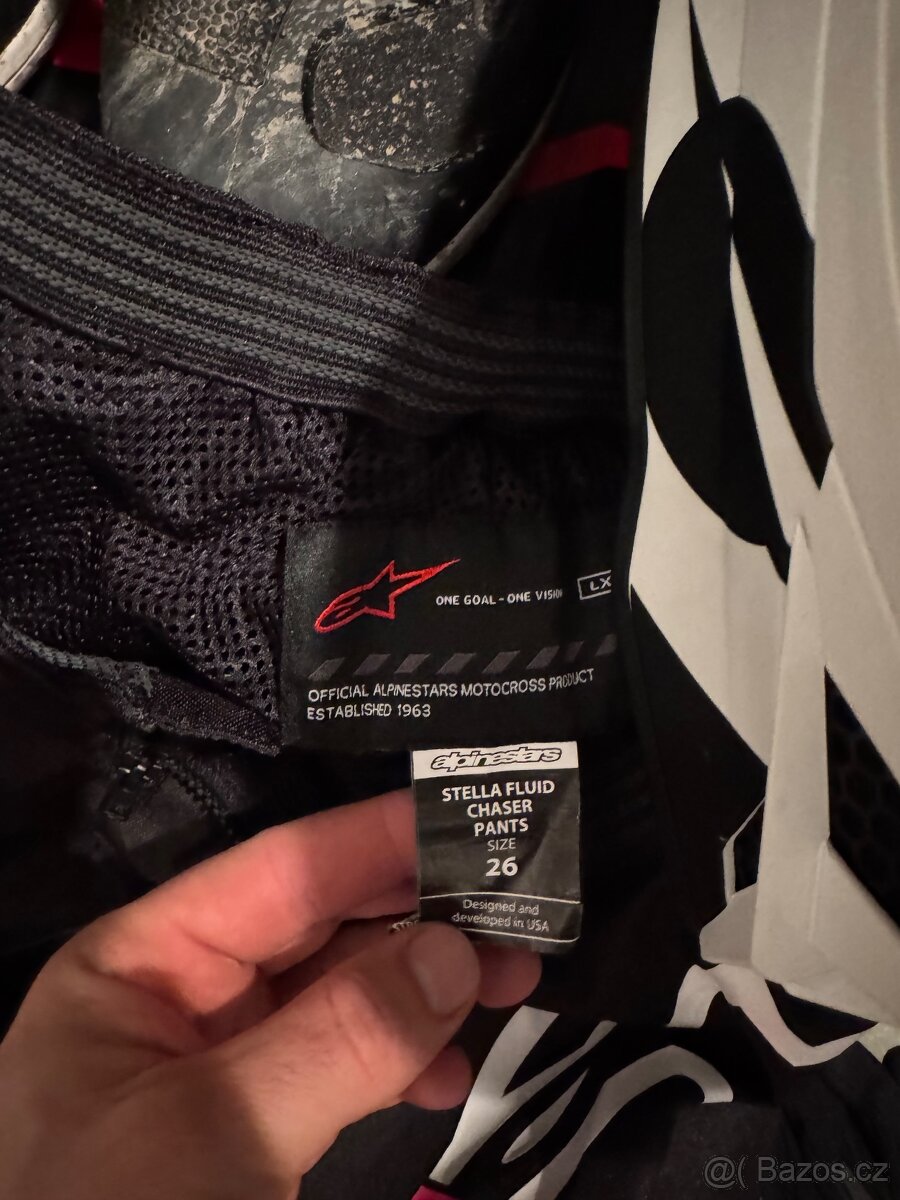 ONE GOAL - ONE VISION
LX
OFFICIAL ALPINESTARS MOTOCROSS PRODUCT
ESTABLISHED 1963
alpinestars
STELLA FLUID
CHASER
PANTS
SIZE
26
Designed and
developed in USA
@( Bazos.cz